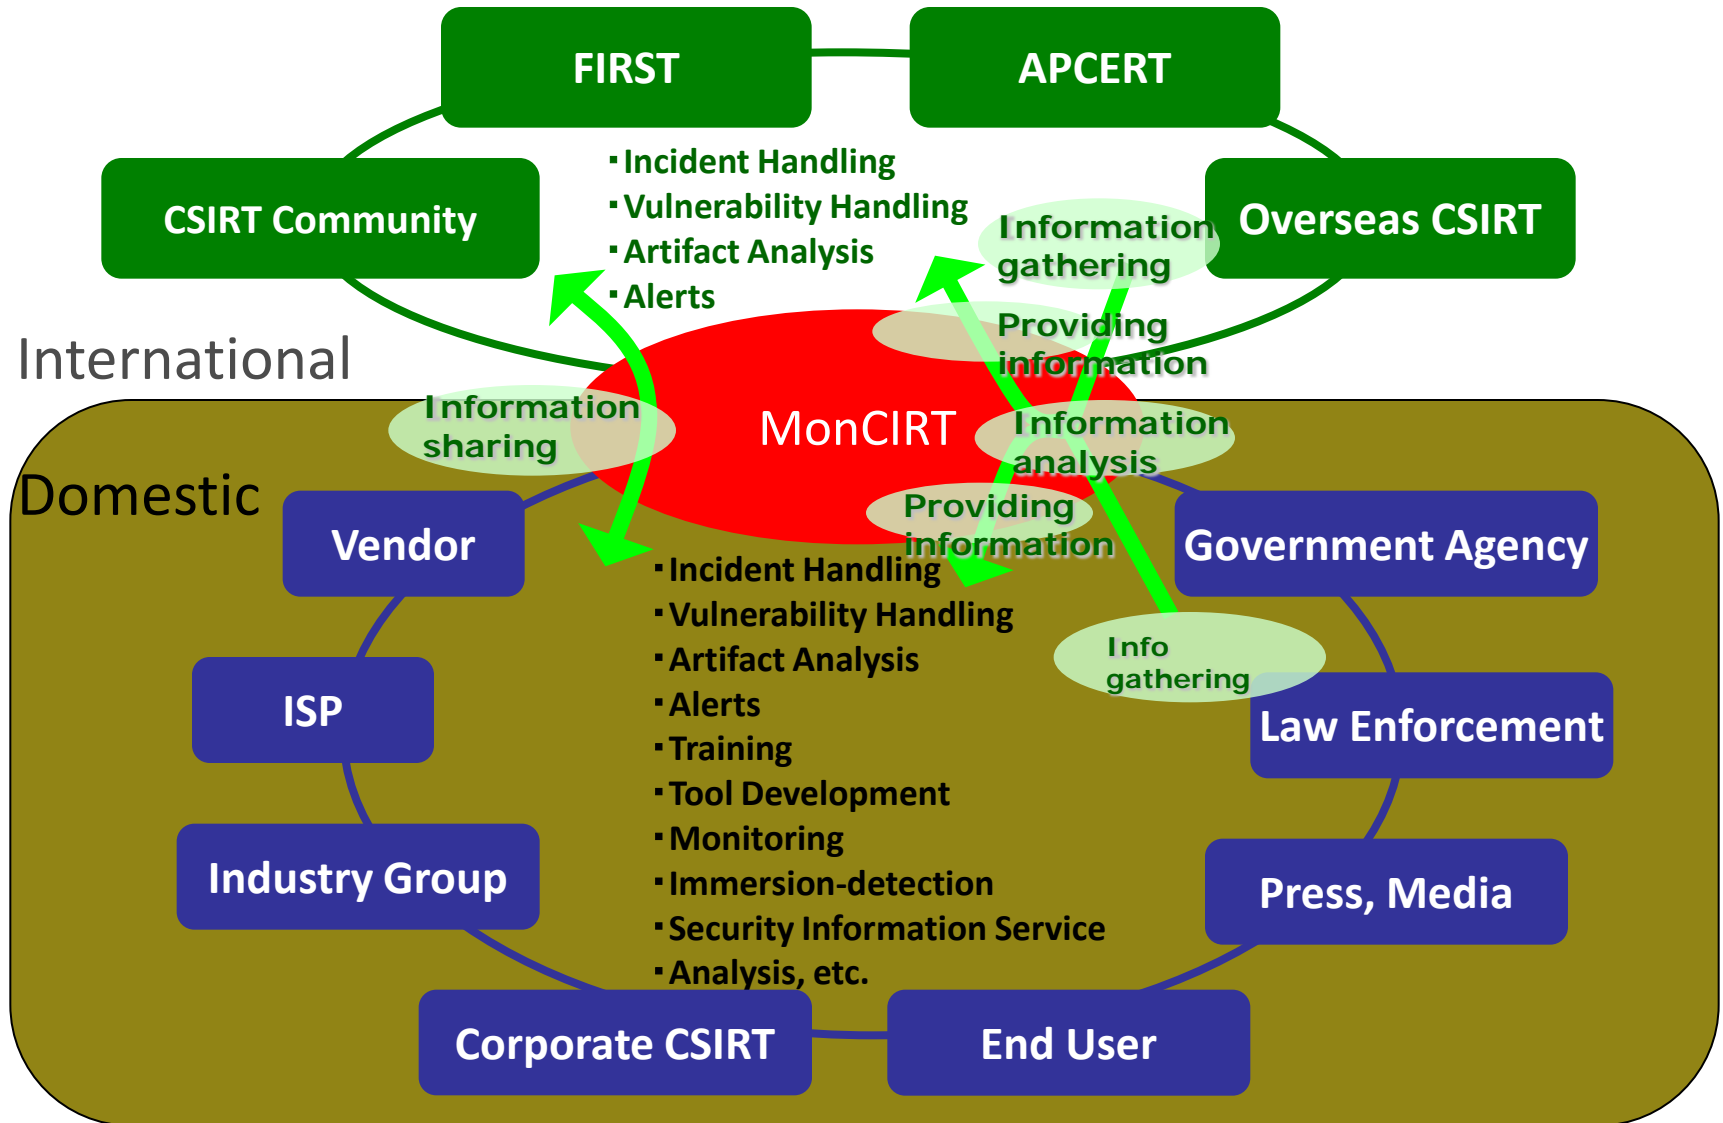 FIRST
APCERT
CSIRT Community
Overseas CSIRT
▪Incident Handling
▪Vulnerability Handling
▪Artifact Analysis
▪Alerts
Information
gathering
Providing
information
International
Information
sharing
MonCIRT
Information
analysis
Domestic
Providing
information
Vendor
Government Agency
▪Incident Handling
▪Vulnerability Handling
▪Artifact Analysis
▪Alerts
▪Training
▪Tool Development
▪Monitoring
▪Immersion-detection
▪Security Information Service
▪Analysis, etc.
Info
gathering
ISP
Law Enforcement
Industry Group
Press, Media
Corporate CSIRT
End User